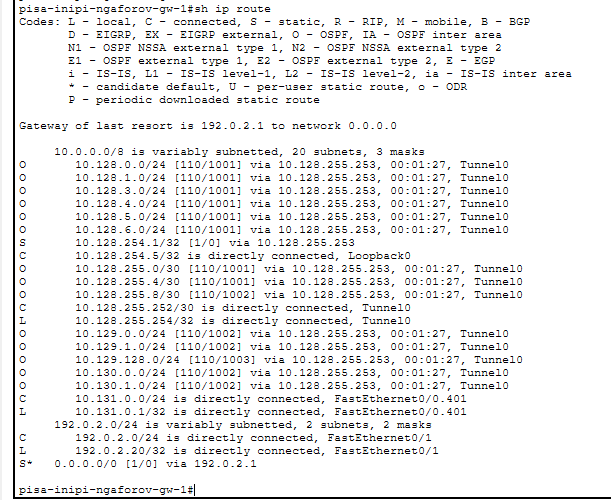 pisa-inipi-ngaforov-gw-1#sh ip route
Codes: L - local, C - connected, S - static, R - RIP, M - mobile, B - BGP
       D - EIGRP, EX - EIGRP external, O - OSPF, IA - OSPF inter area
       N1 - OSPF NSSA external type 1, N2 - OSPF NSSA external type 2
       E1 - OSPF external type 1, E2 - OSPF external type 2, E - EGP
       i - IS-IS, L1 - IS-IS level-1, L2 - IS-IS level-2, ia - IS-IS inter area
       * - candidate default, U - per-user static route, o - ODR
       P - periodic downloaded static route
Gateway of last resort is 192.0.2.1 to network 0.0.0.0
     10.0.0.0/8 is variably subnetted, 20 subnets, 3 masks
O       10.128.0.0/24 [110/1001] via 10.128.255.253, 00:01:27, Tunnel0
O       10.128.1.0/24 [110/1001] via 10.128.255.253, 00:01:27, Tunnel0
O       10.128.3.0/24 [110/1001] via 10.128.255.253, 00:01:27, Tunnel0
O       10.128.4.0/24 [110/1001] via 10.128.255.253, 00:01:27, Tunnel0
O       10.128.5.0/24 [110/1001] via 10.128.255.253, 00:01:27, Tunnel0
O       10.128.6.0/24 [110/1001] via 10.128.255.253, 00:01:27, Tunnel0
S       10.128.254.1/32 [1/0] via 10.128.255.253
C       10.128.254.5/32 is directly connected, Loopback0
O       10.128.255.0/30 [110/1001] via 10.128.255.253, 00:01:27, Tunnel0
O       10.128.255.4/30 [110/1001] via 10.128.255.253, 00:01:27, Tunnel0
O       10.128.255.8/30 [110/1002] via 10.128.255.253, 00:01:27, Tunnel0
C       10.128.255.252/30 is directly connected, Tunnel0
L       10.128.255.254/32 is directly connected, Tunnel0
O       10.129.0.0/24 [110/1002] via 10.128.255.253, 00:01:27, Tunnel0
O       10.129.1.0/24 [110/1002] via 10.128.255.253, 00:01:27, Tunnel0
O       10.129.128.0/24 [110/1003] via 10.128.255.253, 00:01:27, Tunnel0
O       10.130.0.0/24 [110/1002] via 10.128.255.253, 00:01:27, Tunnel0
O       10.130.1.0/24 [110/1002] via 10.128.255.253, 00:01:27, Tunnel0
C       10.131.0.0/24 is directly connected, FastEthernet0/0.401
L       10.131.0.1/32 is directly connected, FastEthernet0/0.401
     192.0.2.0/24 is variably subnetted, 2 subnets, 2 masks
C       192.0.2.0/24 is directly connected, FastEthernet0/1
L       192.0.2.20/32 is directly connected, FastEthernet0/1
S*   0.0.0.0/0 [1/0] via 192.0.2.1
pisa-inipi-ngaforov-gw-1#